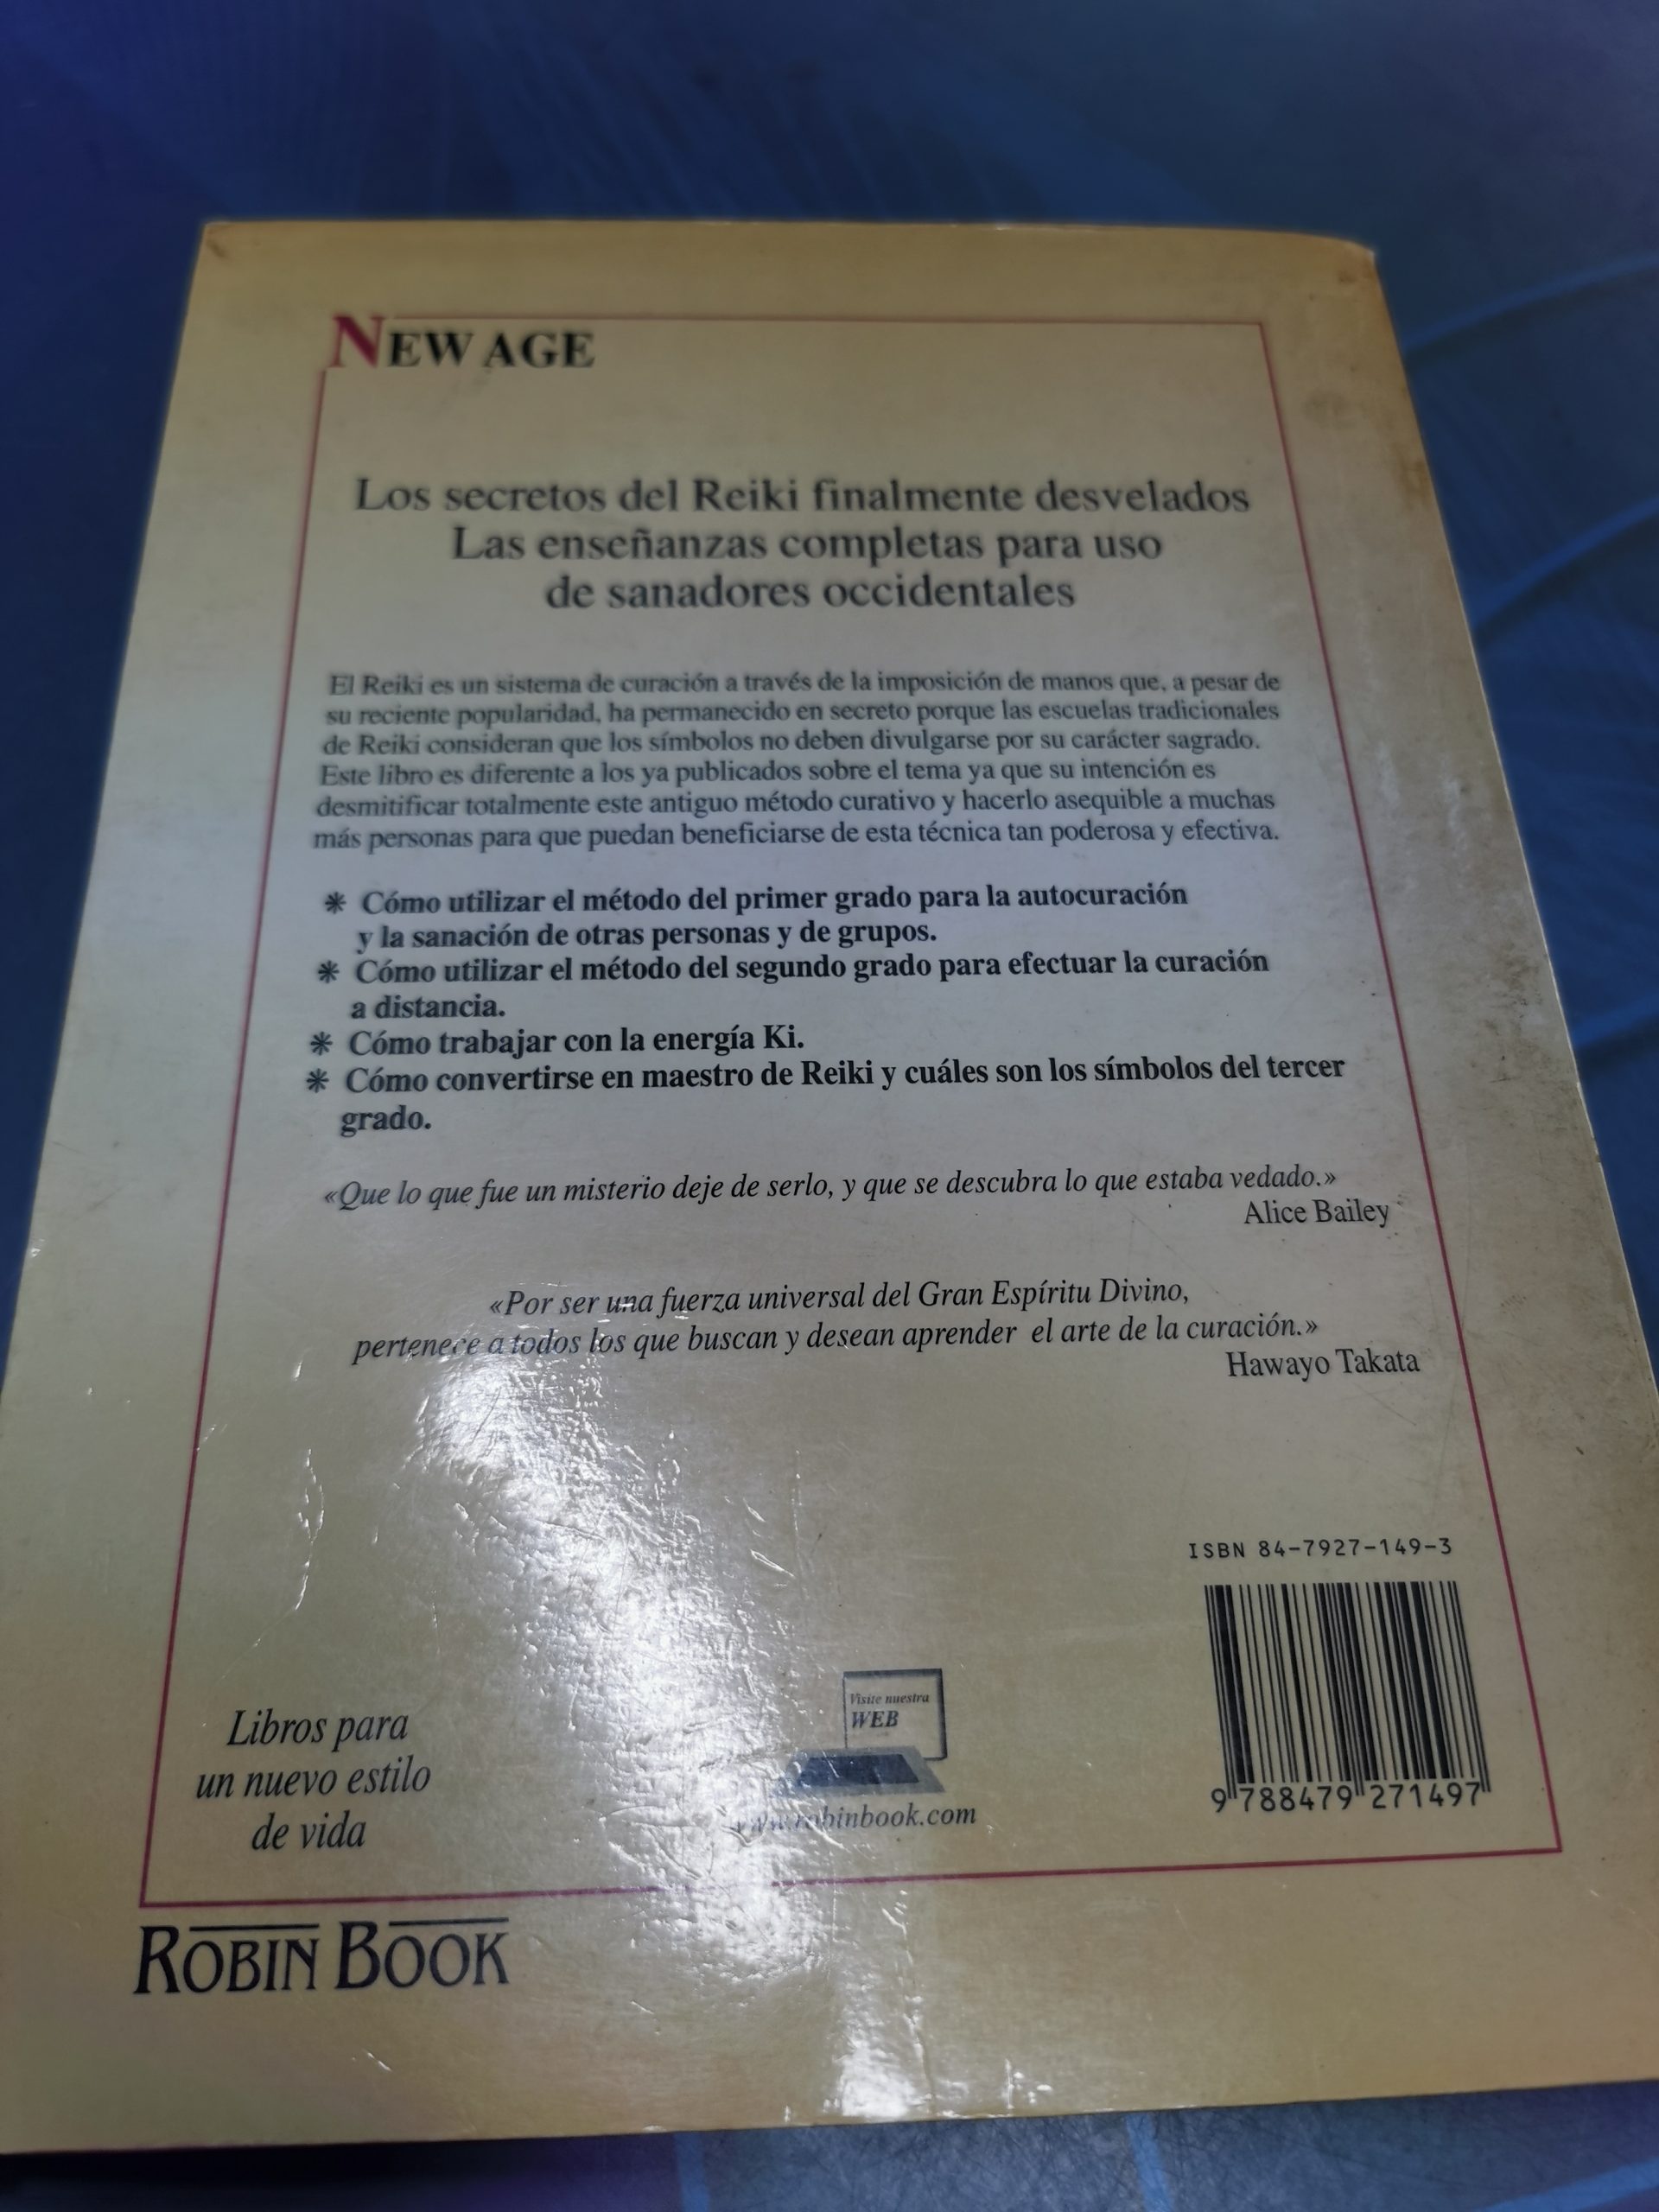 NEW AGE
Los secretos del Reiki finalmente desvelados
Las enseñanzas completas para uso
de sanadores occidentales
El Reiki es un sistema de curación a través de la imposición de manos que, a pesar de
su reciente popularidad, ha permanecido en secreto porque las escuelas tradicionales
de Reiki consideran que los símbolos no deben divulgarse por su carácter sagrado.
Este libro es diferente a los ya publicados sobre el tema ya que su intención es
desmitificar totalmente este antiguo método curativo y hacerlo asequible a muchas
más personas para que puedan beneficiarse de esta técnica tan poderosa y efectiva.
* Cómo utilizar el método del primer grado para la autocuración
y la sanación de otras personas y de grupos.
* Cómo utilizar el método del segundo grado para efectuar la curación
a distancia.
* Cómo trabajar con la energía Ki.
* Cómo convertirse en maestro de Reiki y cuáles son los símbolos del tercer
grado.
«Que lo que fue un misterio deje de serlo, y que se descubra lo que estaba vedado.»
Alice Bailey
«Por ser una fuerza universal del Gran Espíritu Divino,
pertenece a todos los que buscan y desean aprender el arte de la curación.»
Hawayo Takata
ISBN 84-7927-149-3
9 788479 271497
Visite nuestra
WEB
www.robinbook.com
Libros para
un nuevo estilo
de vida
ROBIN BOOK